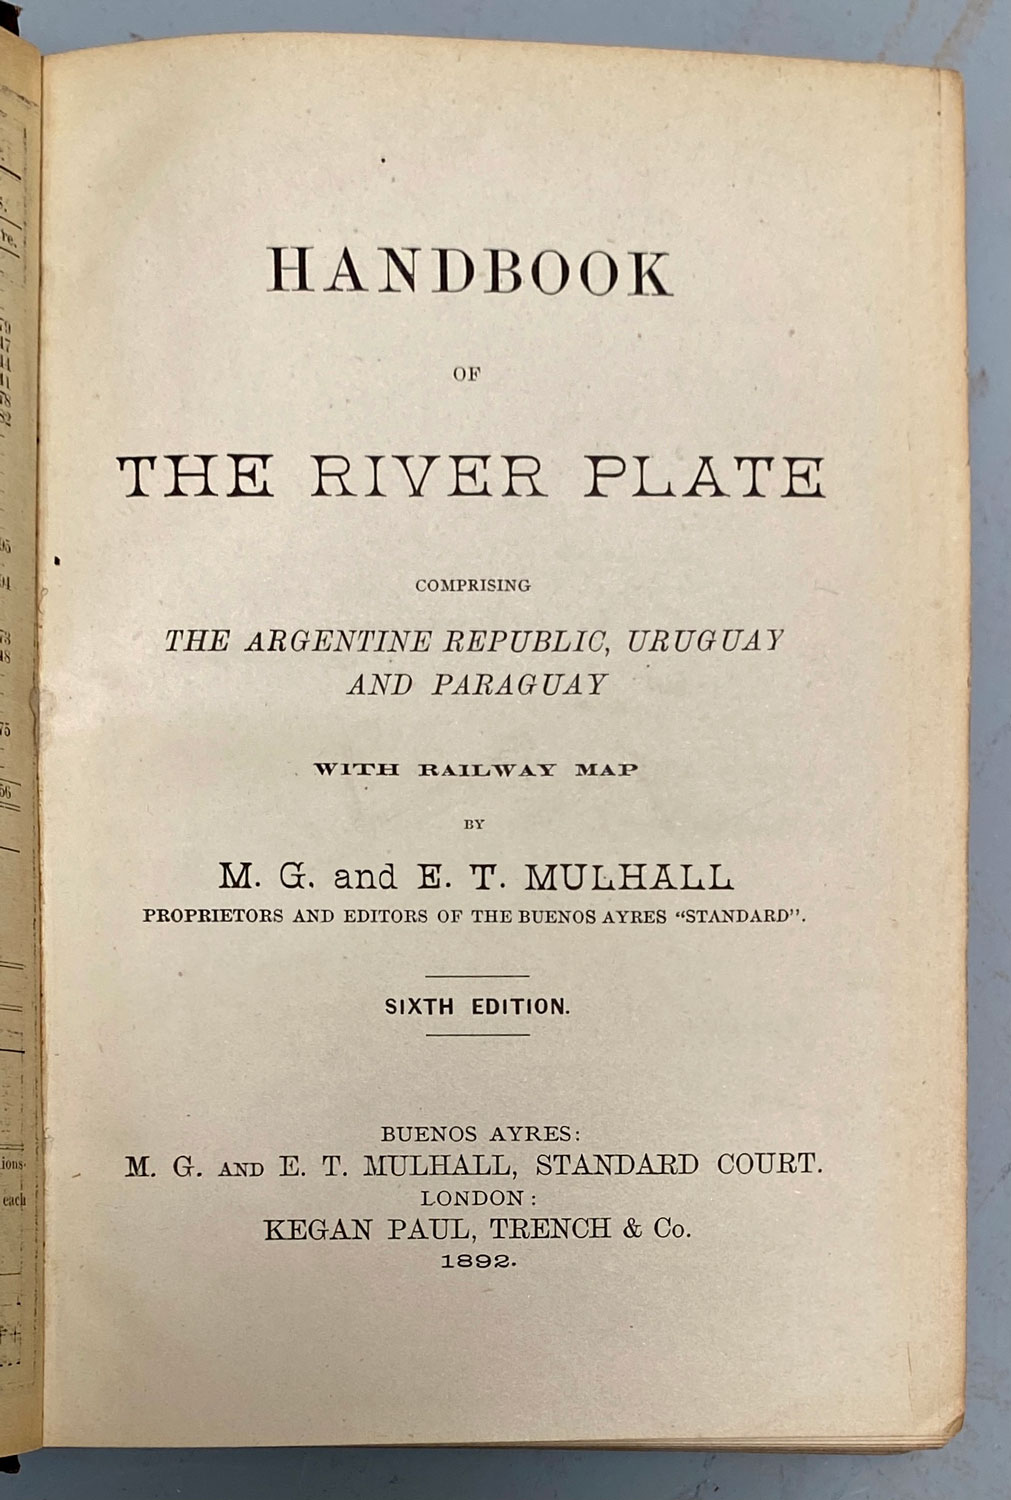 HANDBOOK
OF
THE RIVER PLATE
COMPRISING
THE ARGENTINE REPUBLIC, URUGUAY
AND PARAGUAY
WITH RAILWAY MAP
BY
M. G. and E. T. MULHALL
PROPRIETORS AND EDITORS OF THE BUENOS AYRES “STANDARD”.
SIXTH EDITION.
BUENOS AYRES:
M. G. AND E. T. MULHALL, STANDARD COURT.
LONDON:
KEGAN PAUL, TRENCH & Co.
1892.
each